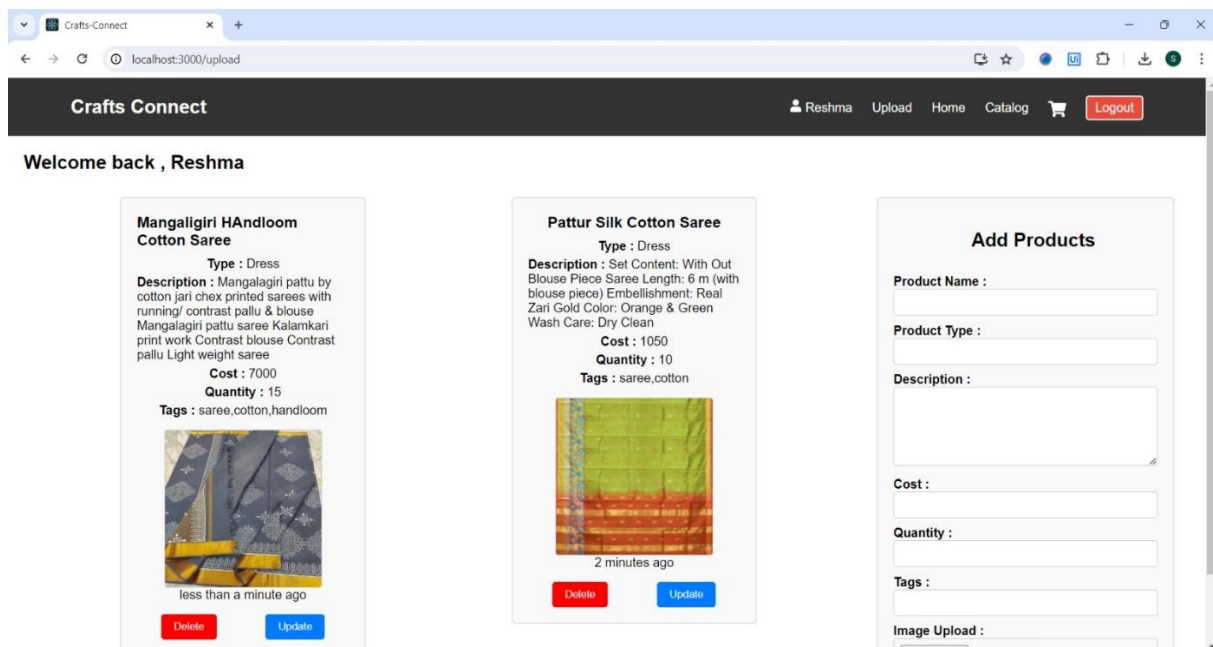 Crafts-Connect
localhost:3000/upload
Crafts Connect
Reshma Upload Home Catalog Logout
Welcome back , Reshma
Mangaligiri HAndloom
Cotton Saree
Type : Dress
Description : Mangalagiri pattu by
cotton jari chex printed sarees with
running/ contrast pallu & blouse
Mangalagiri pattu saree Kalamkari
print work Contrast blouse Contrast
pallu Light weight saree
Cost : 7000
Quantity : 15
Tags : saree,cotton,handloom
less than a minute ago
Delete Update
Pattur Silk Cotton Saree
Type : Dress
Description : Set Content: With Out
Blouse Piece Saree Length: 6 m (with
blouse piece) Embellishment: Real
Zari Gold Color: Orange & Green
Wash Care: Dry Clean
Cost : 1050
Quantity : 10
Tags : saree,cotton
2 minutes ago
Delete Update
Add Products
Product Name :
Product Type :
Description :
Cost :
Quantity :
Tags :
Image Upload :